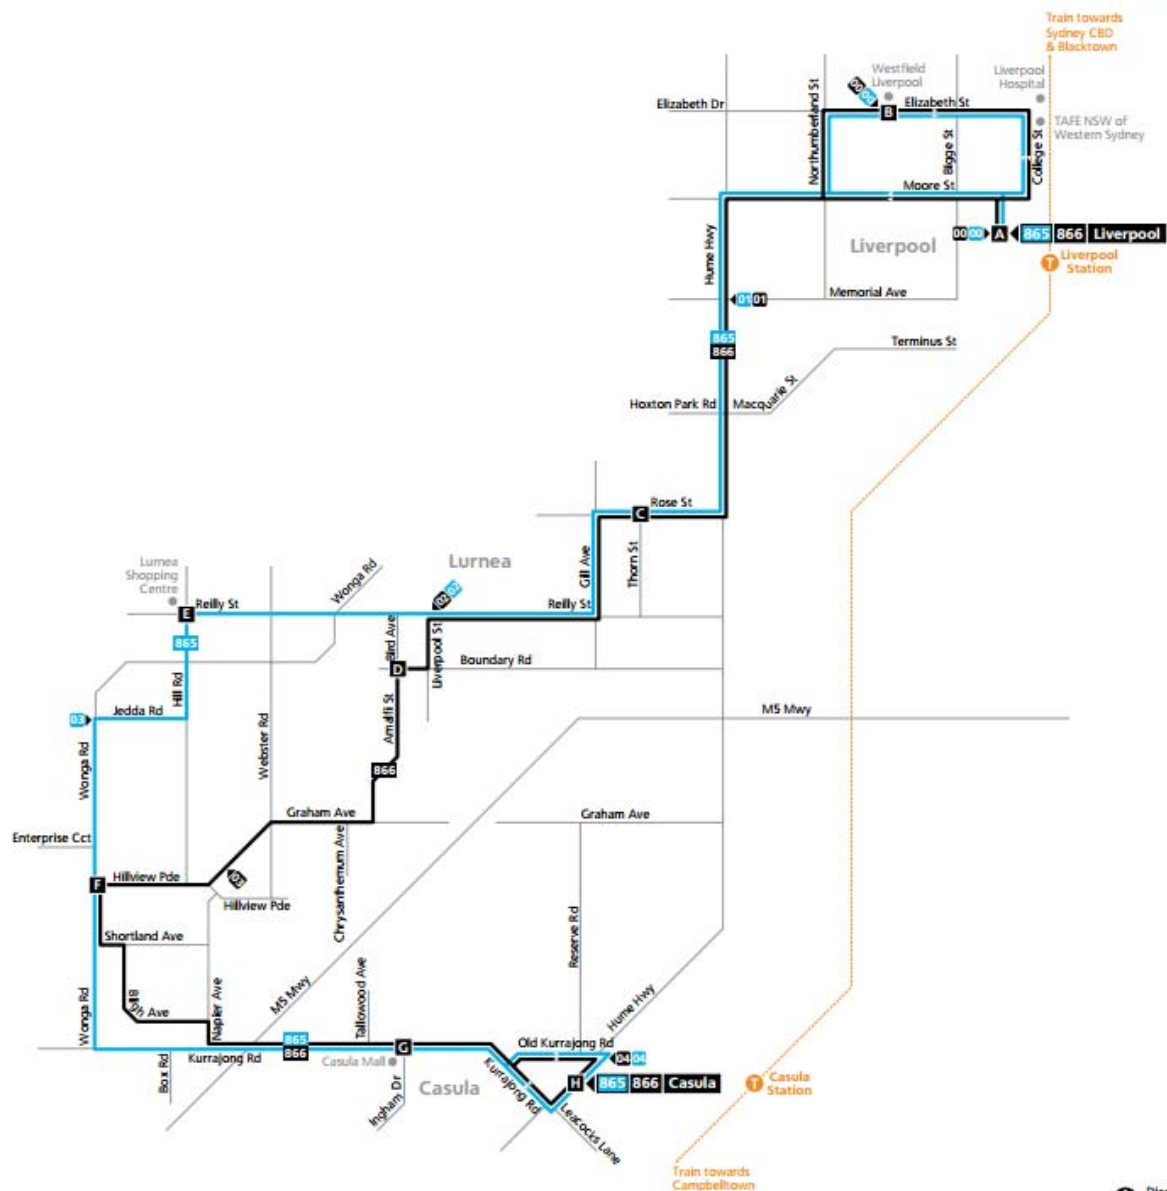 Train towards
Sydney CBD
& Blacktown
Westfield
Liverpool
Liverpool
Hospital
00 00
Elizabeth Dr
Northumberland St
B
Elizabeth St
Bigge St
College St
TAFE NSW of
Western Sydney
Moore St
Hume Hwy
Liverpool
00 00
A
865 866 Liverpool
T
Liverpool
Station
01 01
Memorial Ave
865
866
Terminus St
Hoxton Park Rd
Macquarie St
C
Rose St
Gill Ave
Thorn St
Lurnea
Lurnea
Shopping
Centre
Wonga Rd
02 02
E
Reilly St
Reilly St
Bird Ave
Liverpool St
865
D
Boundary Rd
Hill Rd
Amalfi St
03
Jedda Rd
M5 Mwy
Wonga Rd
Webster Rd
866
Graham Ave
Graham Ave
Enterprise Cct
Chrysanthemum Ave
F
Hillview Pde
03
Hillview Pde
Reserve Rd
Shortland Ave
Bligh Ave
Napier Ave
M5 Mwy
Tallowood Ave
Hume Hwy
Wonga Rd
865
866
Kurrajong Rd
G
Old Kurrajong Rd
04 04
Box Rd
Casula Mall
Ingham Dr
Casula
Kurrajong Rd
H
865 866 Casula
T
Casula
Station
Leacocks Lane
Train towards
Campbelltown